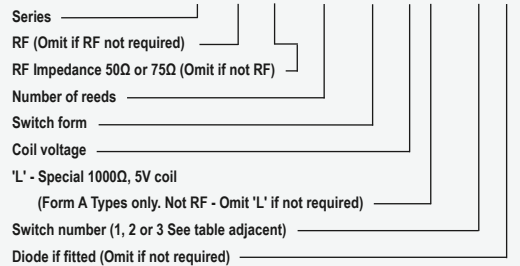 Series
RF (Omit if RF not required)
RF Impedance 50Ω or 75Ω (Omit if not RF)
Number of reeds
Switch form
Coil voltage
'L' - Special 1000Ω, 5V coil
(Form A Types only. Not RF - Omit 'L' if not required)
Switch number (1, 2 or 3 See table adjacent)
Diode if fitted (Omit if not required)